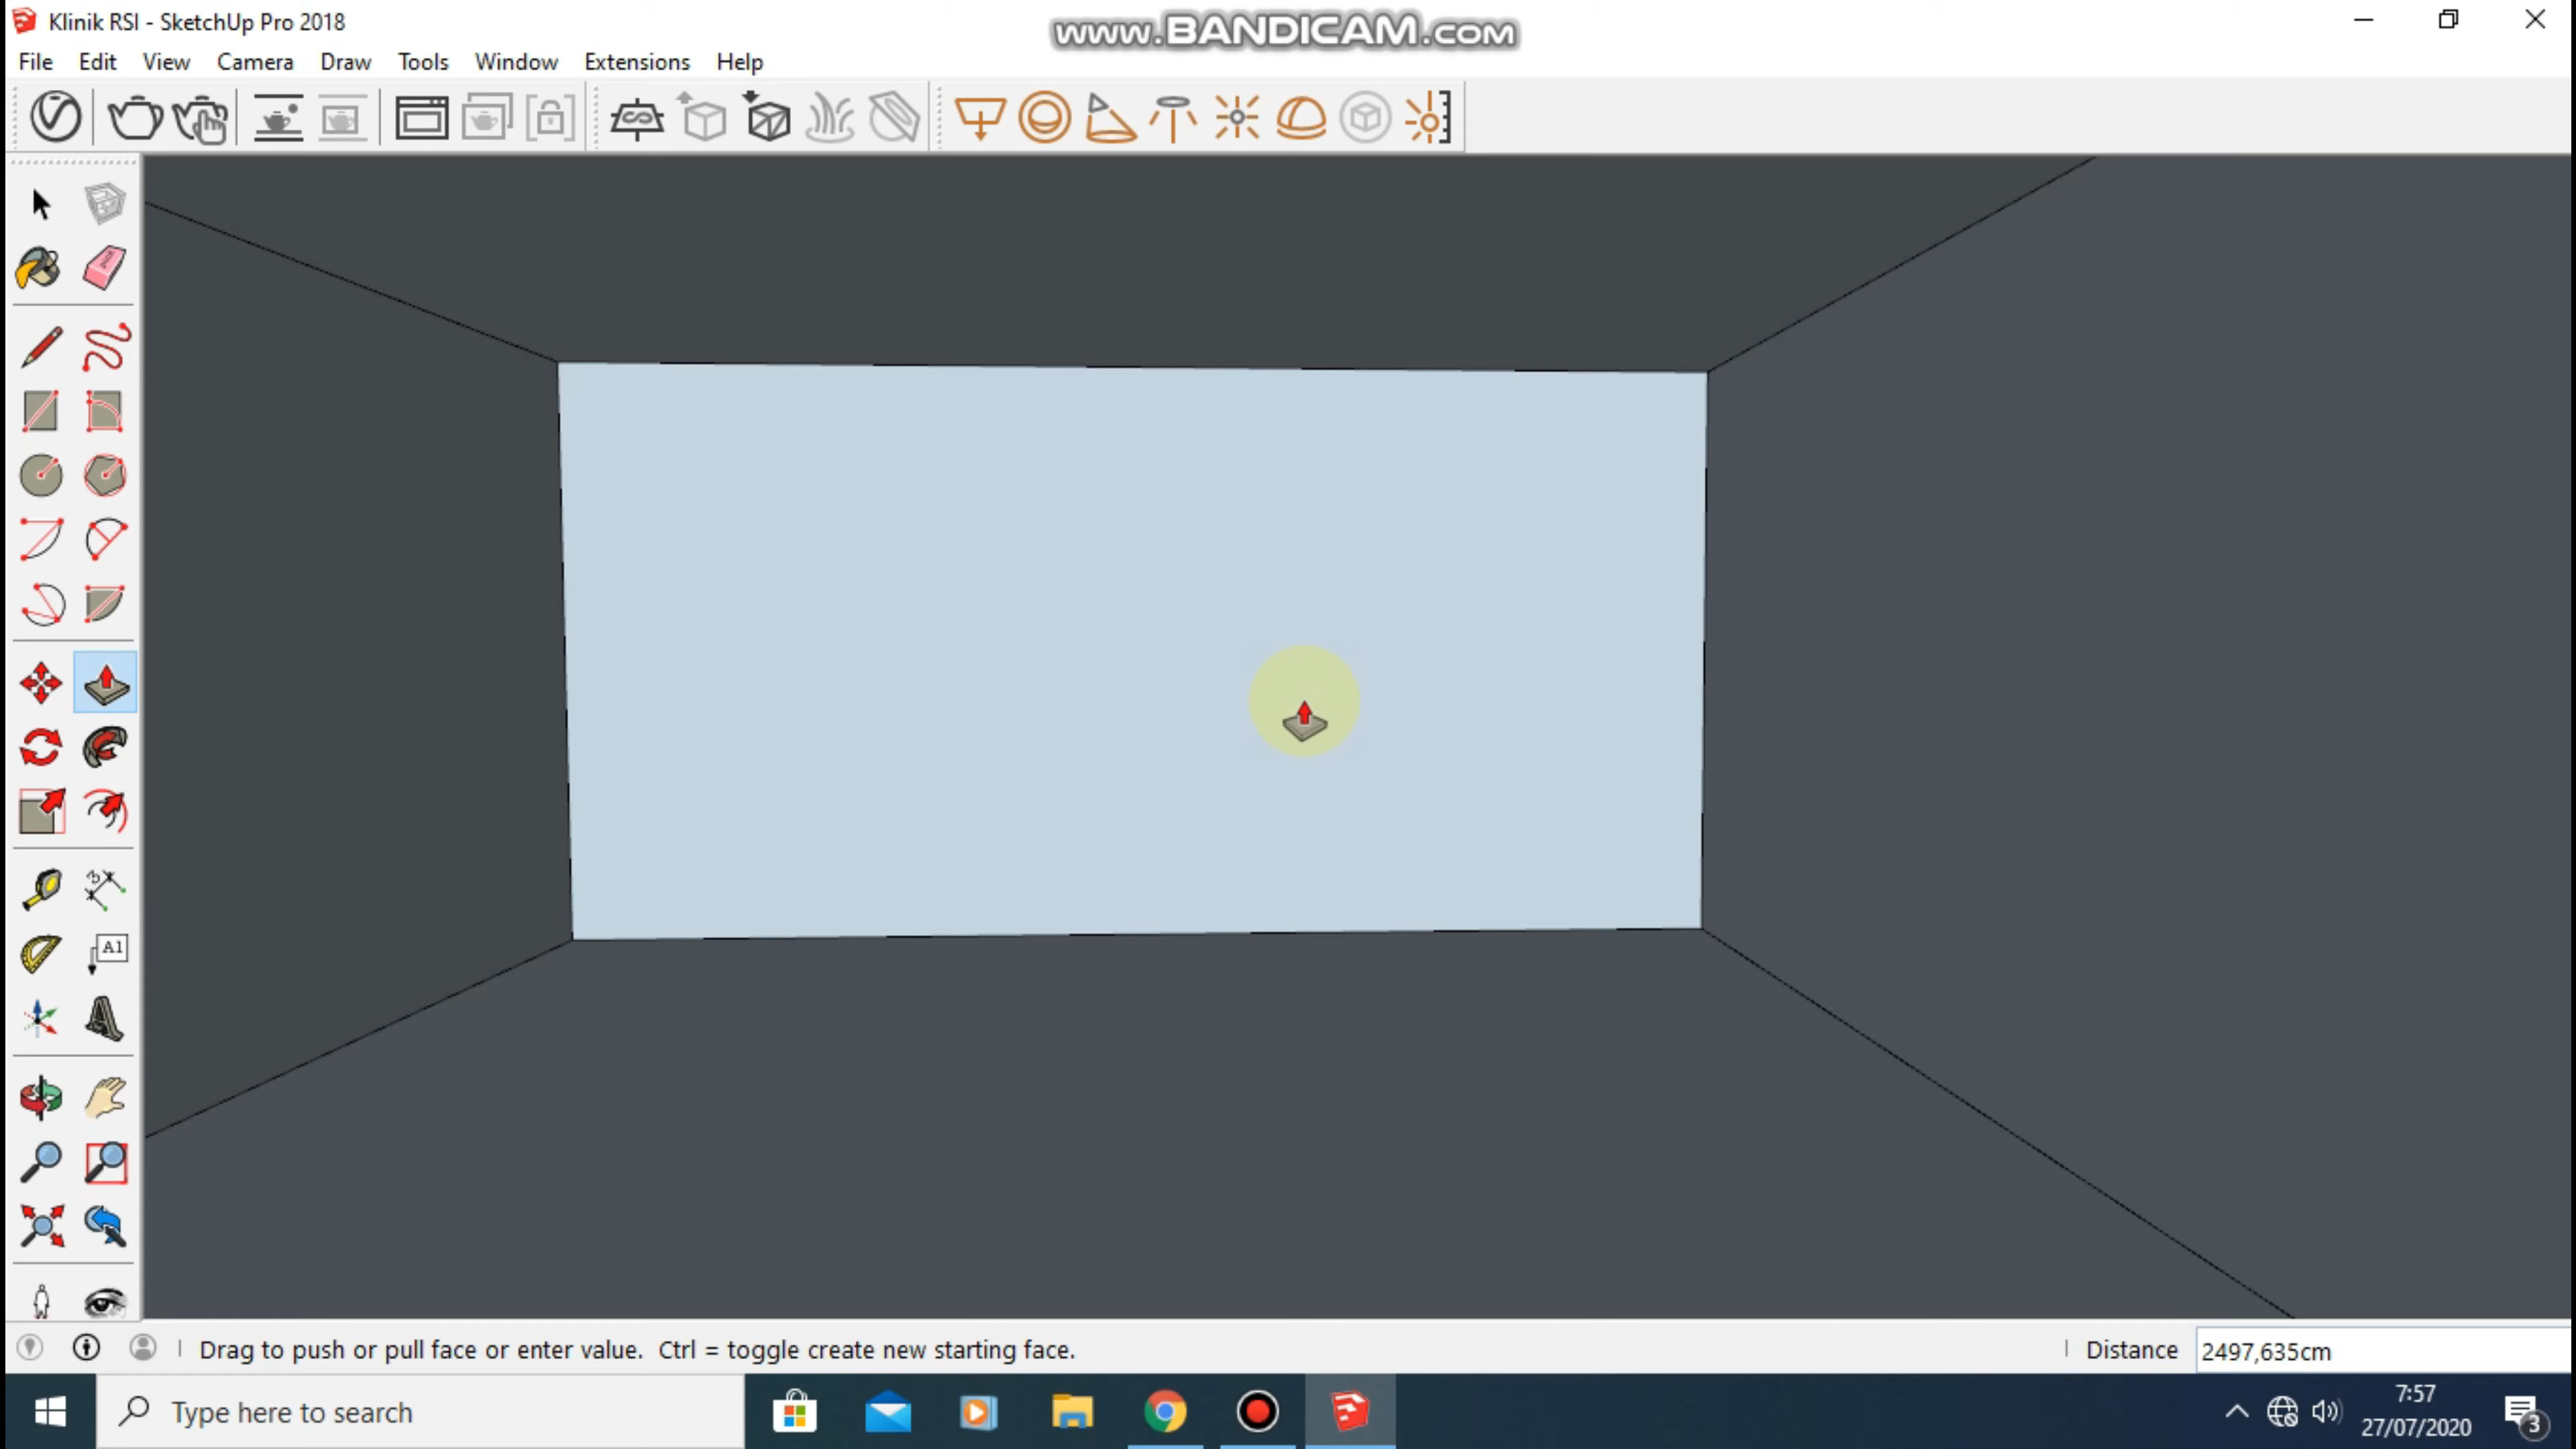 Klinik RSI - SketchUp Pro 2018
www.BANDICAM.com
File Edit View Camera Draw Tools Window Extensions Help
A1
Drag to push or pull face or enter value. Ctrl = toggle create new starting face.
Distance 2497,635cm
Type here to search
7:57
27/07/2020
3